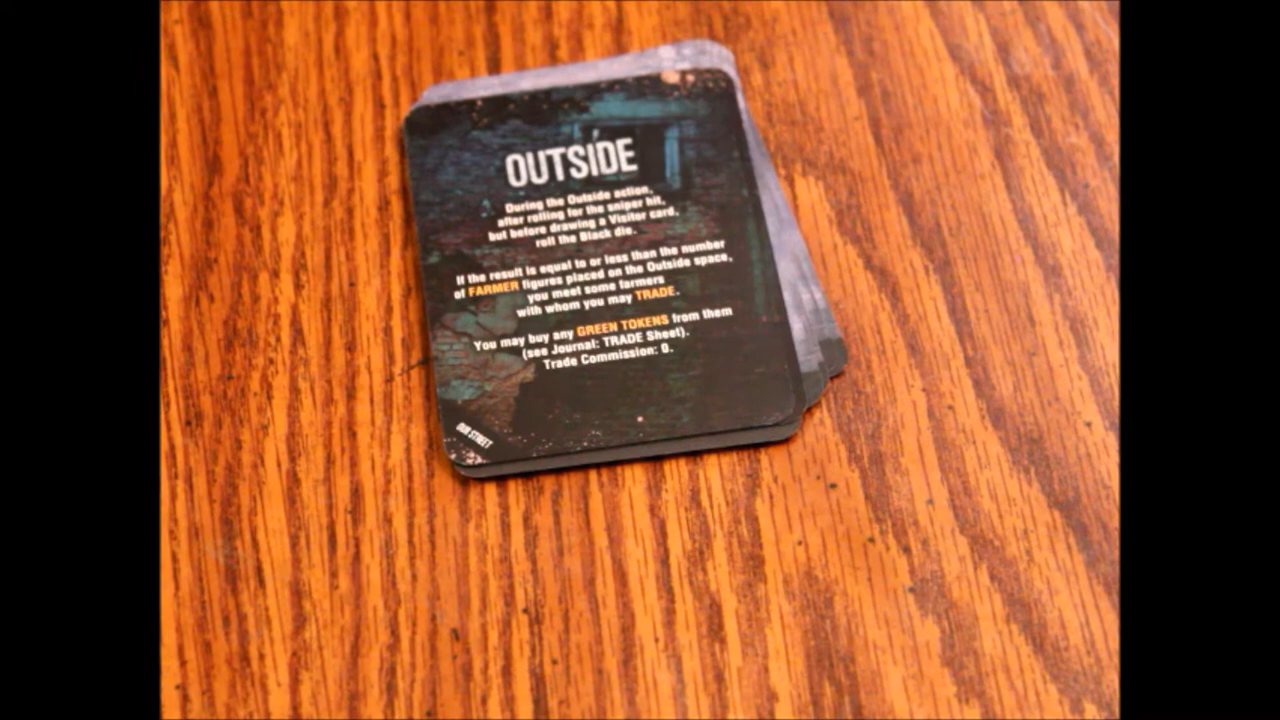 OUTSIDE
During the Outside action,
after rolling for the sniper hit,
but before drawing a Visitor card,
roll the Black die.
If the result is equal to or less than the number
of FARMER figures placed on the Outside space,
you meet some farmers
with whom you may TRADE.
You may buy any GREEN TOKENS from them
(see Journal: TRADE Sheet).
Trade Commission: 0.
OUR STREET